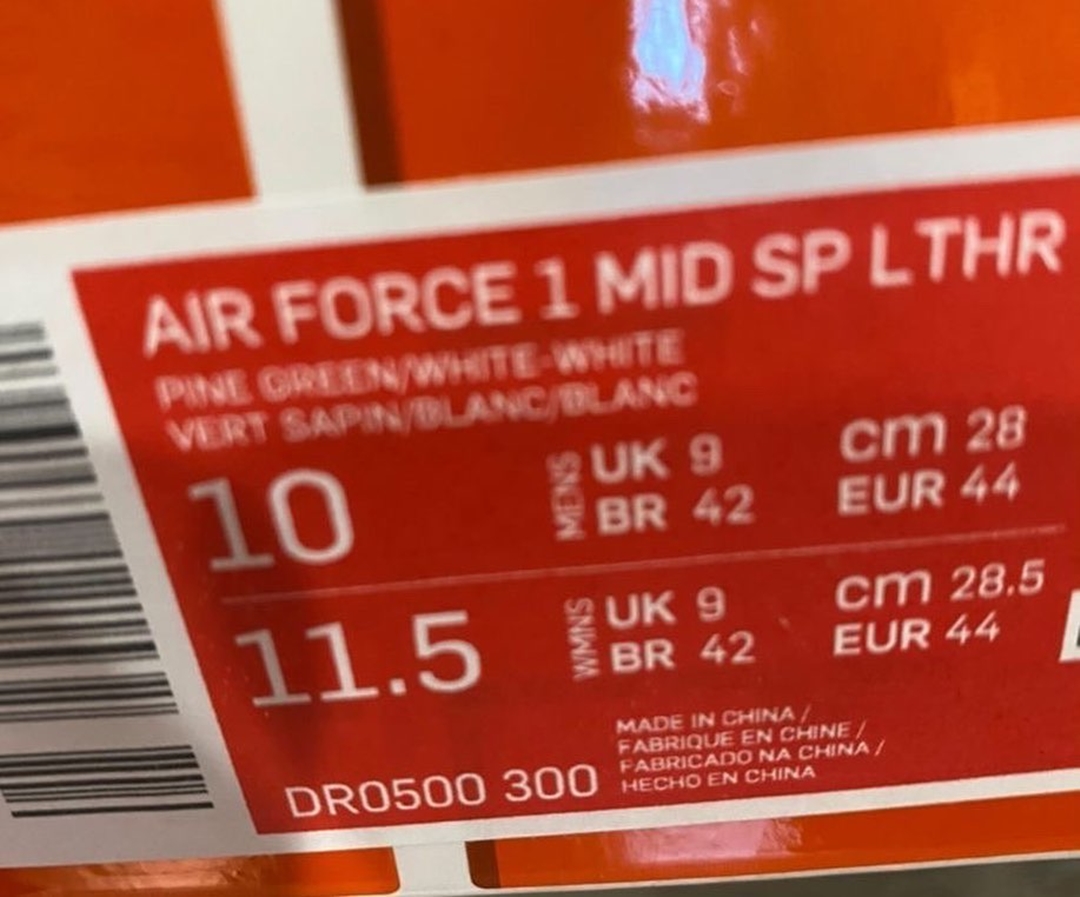 AIR FORCE 1 MID SP LTHR
PINE GREEN/WHITE-WHITE
VERT SAPIN/BLANC/BLANC
10 MENS UK 9 cm 28
BR 42 EUR 44
11.5 WMNS UK 9 cm 28.5
BR 42 EUR 44
MADE IN CHINA /
FABRIQUE EN CHINE /
FABRICADO NA CHINA /
HECHO EN CHINA
DR0500 300